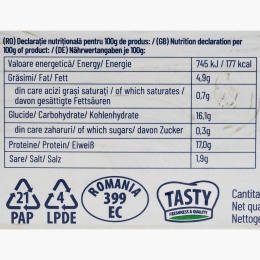 (RO) Declarație nutrițională pentru 100g de produs: / (GB) Nutrition declaration per
100g of product: / (DE) Nährwertangaben je 100g:
Valoare energetică/ Energy/ Energie 745 kJ / 177 kcal
Grăsimi/ Fat/ Fett 4,9g
din care acizi grași saturați / of which saturates /
davon gesättigte Fettsäuren 0,7g
Glucide/ Carbohydrate/ Kohlenhydrate 16,1g
din care zaharuri/ of which sugars/ davon Zucker 0,3g
Proteine/ Protein/ Eiweiß 17,0g
Sare/ Salt/ Salz 1,9g
21
PAP
4
LPDE
ROMANIA
399
EC
TASTY
FRESHNESS & QUALITY
Cantita
Net qua
Nettoge